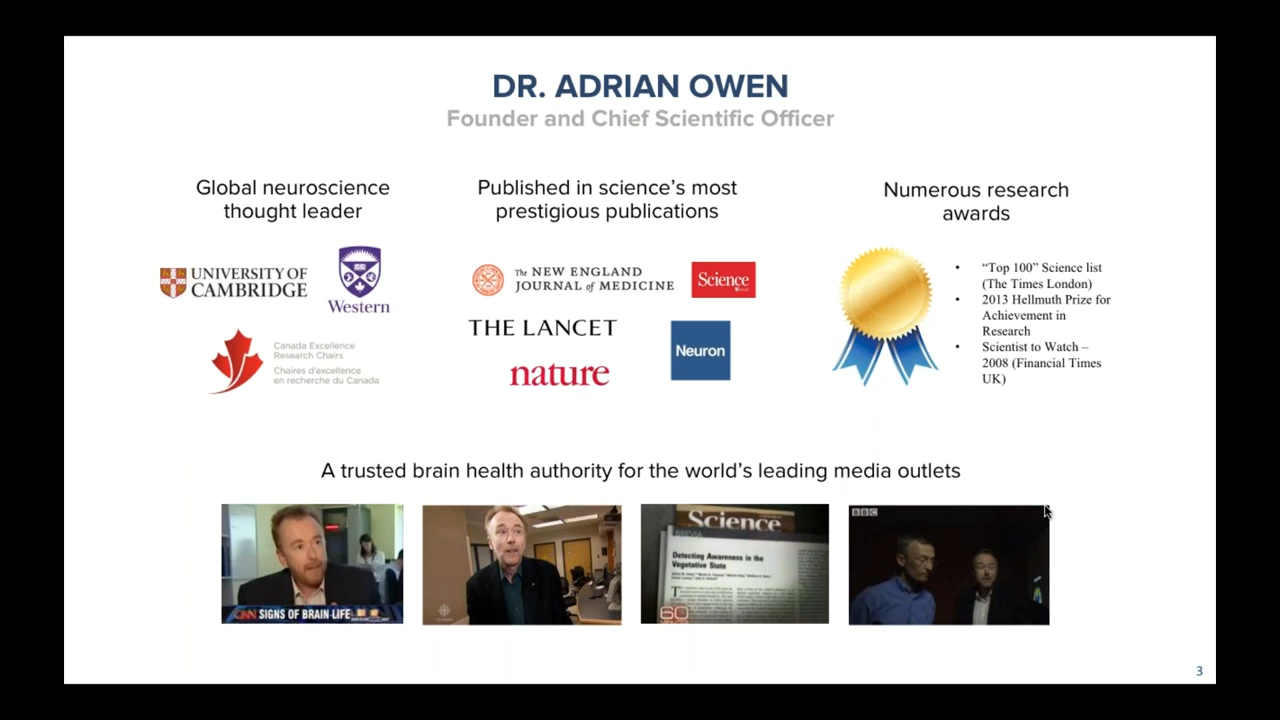 DR. ADRIAN OWEN
Founder and Chief Scientific Officer
Global neuroscience
thought leader
UNIVERSITY OF
CAMBRIDGE
Western
Canada Excellence
Research Chairs
Chaires d'excellence
en recherche du Canada
Published in science's most
prestigious publications
The NEW ENGLAND
JOURNAL of MEDICINE
Science
THE LANCET
Neuron
nature
Numerous research
awards
• “Top 100” Science list
(The Times London)
• 2013 Hellmuth Prize for
Achievement in
Research
• Scientist to Watch –
2008 (Financial Times
UK)
A trusted brain health authority for the world's leading media outlets
CNN SIGNS OF BRAIN LIFE
Science
Detecting Awareness in the
Vegetative State
60
BBC
3